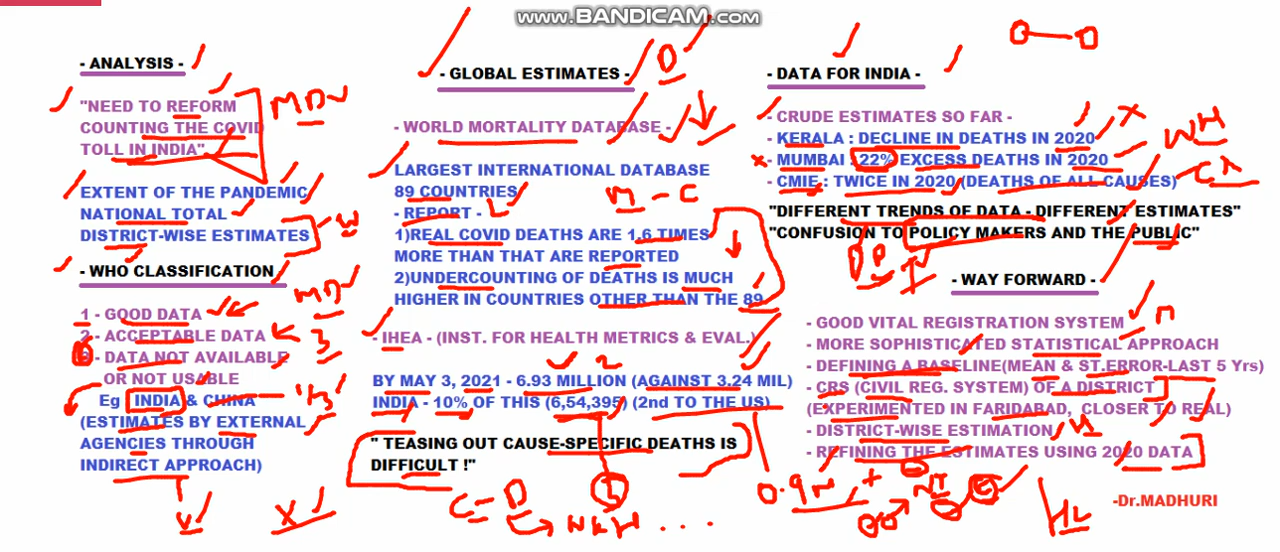 www.BANDICAM.com
- ANALYSIS -
"NEED TO REFORM
COUNTING THE COVID
TOLL IN INDIA"
EXTENT OF THE PANDEMIC
NATIONAL TOTAL
DISTRICT-WISE ESTIMATES
- WHO CLASSIFICATION
1 - GOOD DATA
2 - ACCEPTABLE DATA
- DATA NOT AVAILABLE
OR NOT USABLE
Eg INDIA & CHINA
(ESTIMATES BY EXTERNAL
AGENCIES THROUGH
INDIRECT APPROACH)
- GLOBAL ESTIMATES -
- WORLD MORTALITY DATABASE -
LARGEST INTERNATIONAL DATABASE
89 COUNTRIES
- REPORT -
1)REAL COVID DEATHS ARE 1.6 TIMES
MORE THAN THAT ARE REPORTED
2)UNDERCOUNTING OF DEATHS IS MUCH
HIGHER IN COUNTRIES OTHER THAN THE 89
- IHEA - (INST. FOR HEALTH METRICS & EVAL.)
BY MAY 3, 2021 - 6.93 MILLION (AGAINST 3.24 MIL)
INDIA - 10% OF THIS (6,54,395) (2nd TO THE US)
" TEASING OUT CAUSE-SPECIFIC DEATHS IS
DIFFICULT !"
C = D
0.9M
- DATA FOR INDIA -
- CRUDE ESTIMATES SO FAR -
- KERALA : DECLINE IN DEATHS IN 2020
- MUMBAI : 22% EXCESS DEATHS IN 2020
- CMIE : TWICE IN 2020 (DEATHS OF ALL CAUSES)
"DIFFERENT TRENDS OF DATA - DIFFERENT ESTIMATES"
"CONFUSION TO POLICY MAKERS AND THE PUBLIC"
- WAY FORWARD -
- GOOD VITAL REGISTRATION SYSTEM
- MORE SOPHISTICATED STATISTICAL APPROACH
- DEFINING A BASELINE(MEAN & ST.ERROR-LAST 5 Yrs)
- CRS (CIVIL REG. SYSTEM) OF A DISTRICT
(EXPERIMENTED IN FARIDABAD, CLOSER TO REAL)
- DISTRICT-WISE ESTIMATION
- REFINING THE ESTIMATES USING 2020 DATA
-Dr.MADHURI